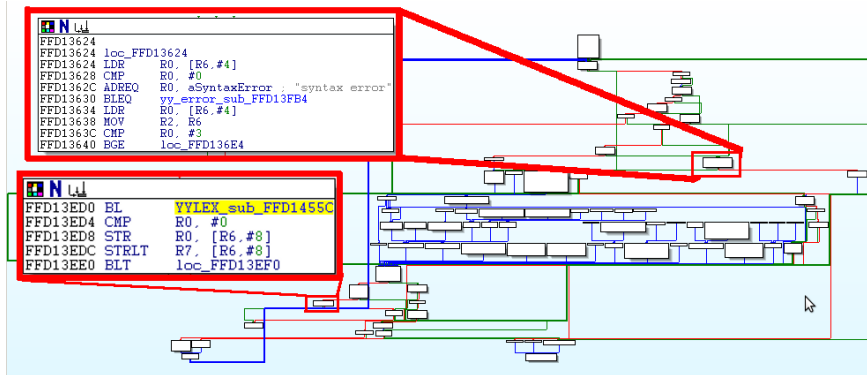 N
FFD13624
FFD13624 loc_FFD13624
FFD13624 LDR R0, [R6,#4]
FFD13628 CMP R0, #0
FFD1362C ADREQ R0, aSyntaxError ; "syntax error"
FFD13630 BLEQ yy_error_sub_FFD13FB4
FFD13634 LDR R0, [R6,#4]
FFD13638 MOV R2, R6
FFD1363C CMP R0, #3
FFD13640 BGE loc_FFD136E4
N
FFD13ED0 BL YYLEX_sub_FFD1455C
FFD13ED4 CMP R0, #0
FFD13ED8 STR R0, [R6,#8]
FFD13EDC STRLT R7, [R6,#8]
FFD13EE0 BLT loc_FFD13EF0